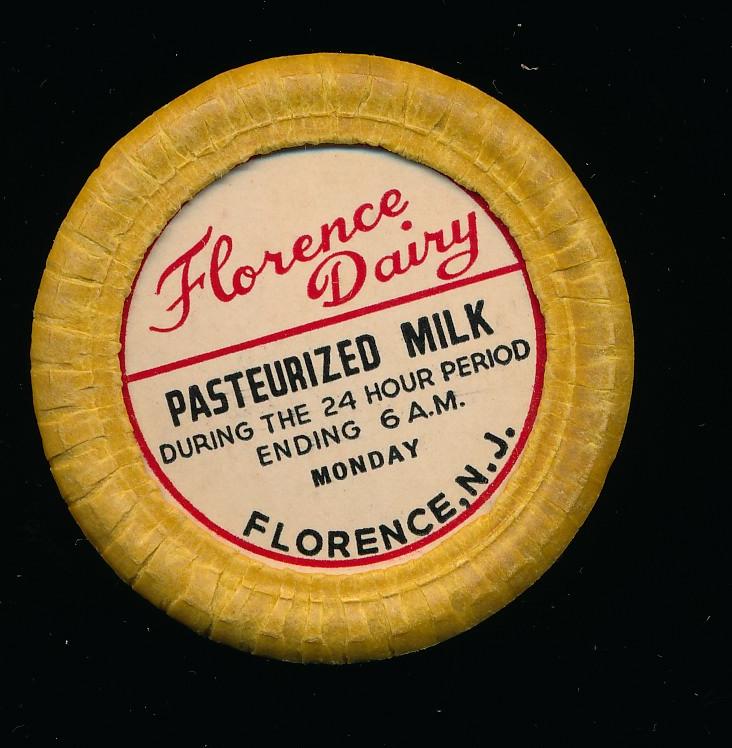 Florence
Dairy
PASTEURIZED MILK
DURING THE 24 HOUR PERIOD
ENDING 6 A.M.
MONDAY
FLORENCE, N.J.